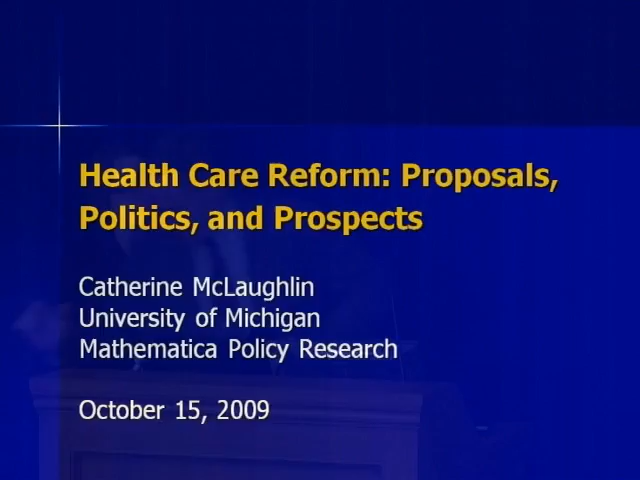 Health Care Reform: Proposals,
Politics, and Prospects
Catherine McLaughlin
University of Michigan
Mathematica Policy Research
October 15, 2009